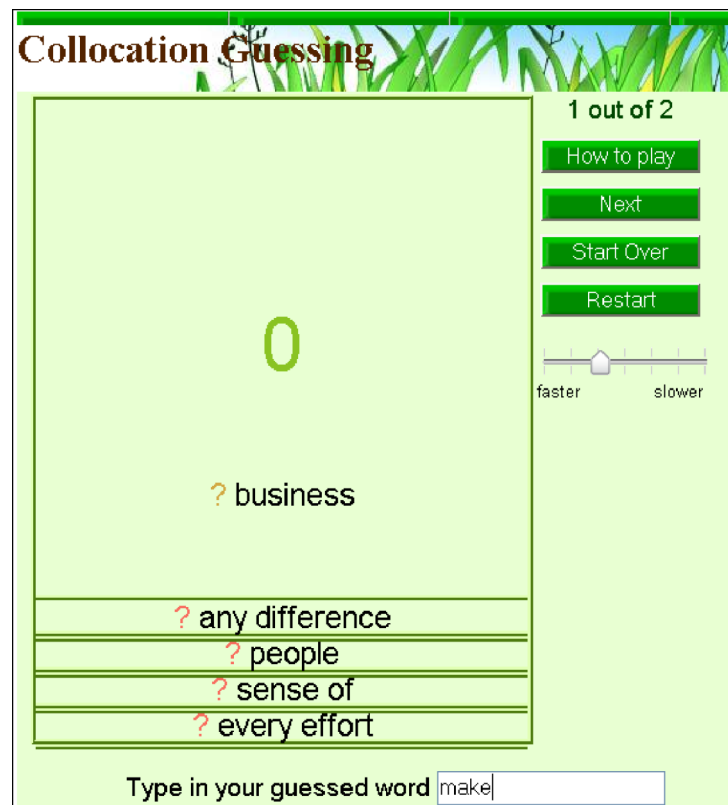 Collocation Guessing
1 out of 2
How to play
Next
Start Over
Restart
faster slower
0
? business
? any difference
? people
? sense of
? every effort
Type in your guessed word make